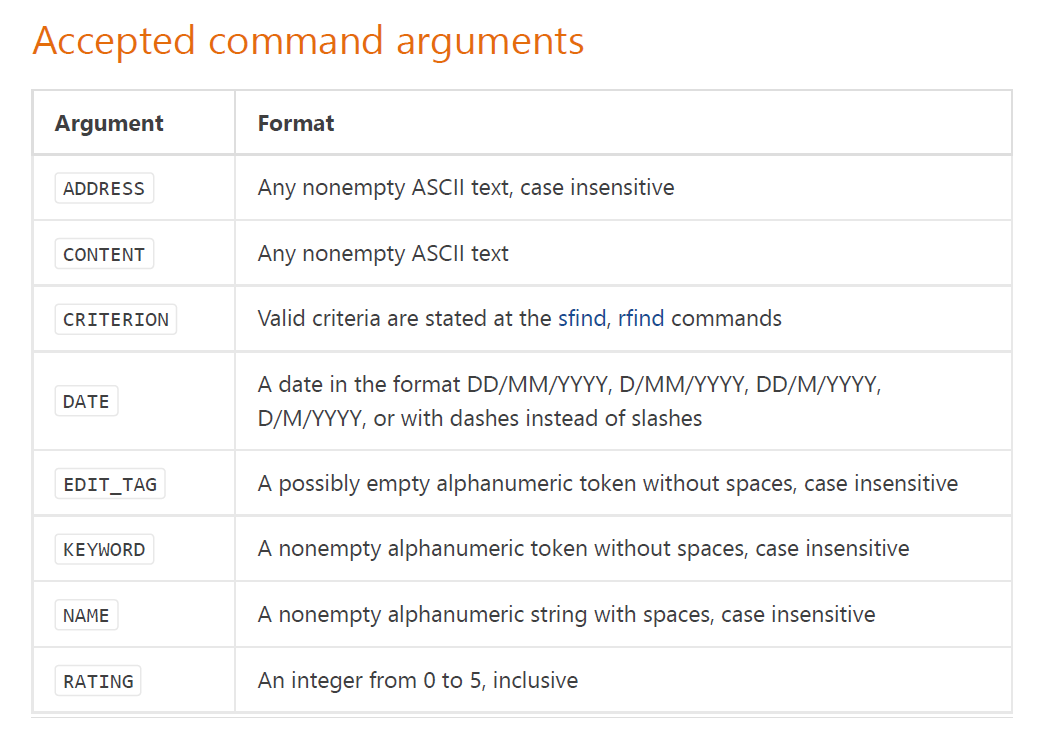 Accepted command arguments
Argument Format
ADDRESS Any nonempty ASCII text, case insensitive
CONTENT Any nonempty ASCII text
CRITERION Valid criteria are stated at the sfind, rfind commands
DATE A date in the format DD/MM/YYYY, D/MM/YYYY, DD/M/YYYY,
D/M/YYYY, or with dashes instead of slashes
EDIT_TAG A possibly empty alphanumeric token without spaces, case insensitive
KEYWORD A nonempty alphanumeric token without spaces, case insensitive
NAME A nonempty alphanumeric string with spaces, case insensitive
RATING An integer from 0 to 5, inclusive